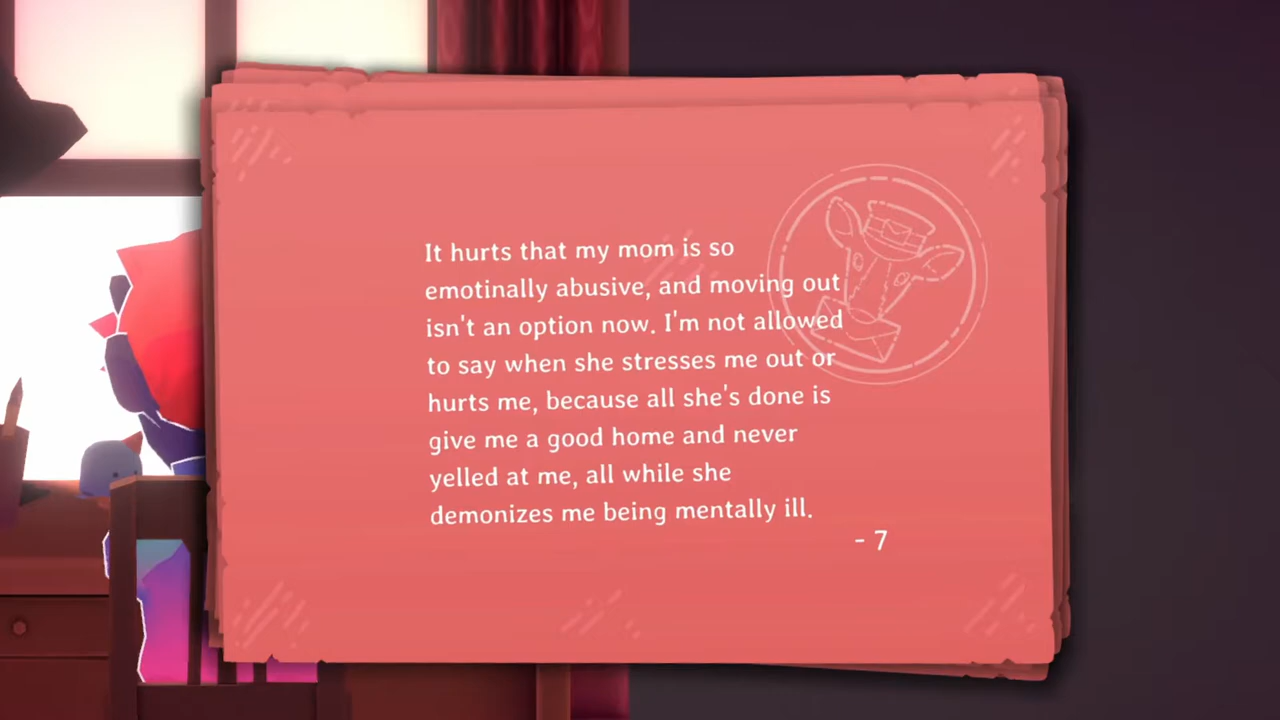 It hurts that my mom is so
emotinally abusive, and moving out
isn't an option now. I'm not allowed
to say when she stresses me out or
hurts me, because all she's done is
give me a good home and never
yelled at me, all while she
demonizes me being mentally ill.
- 7